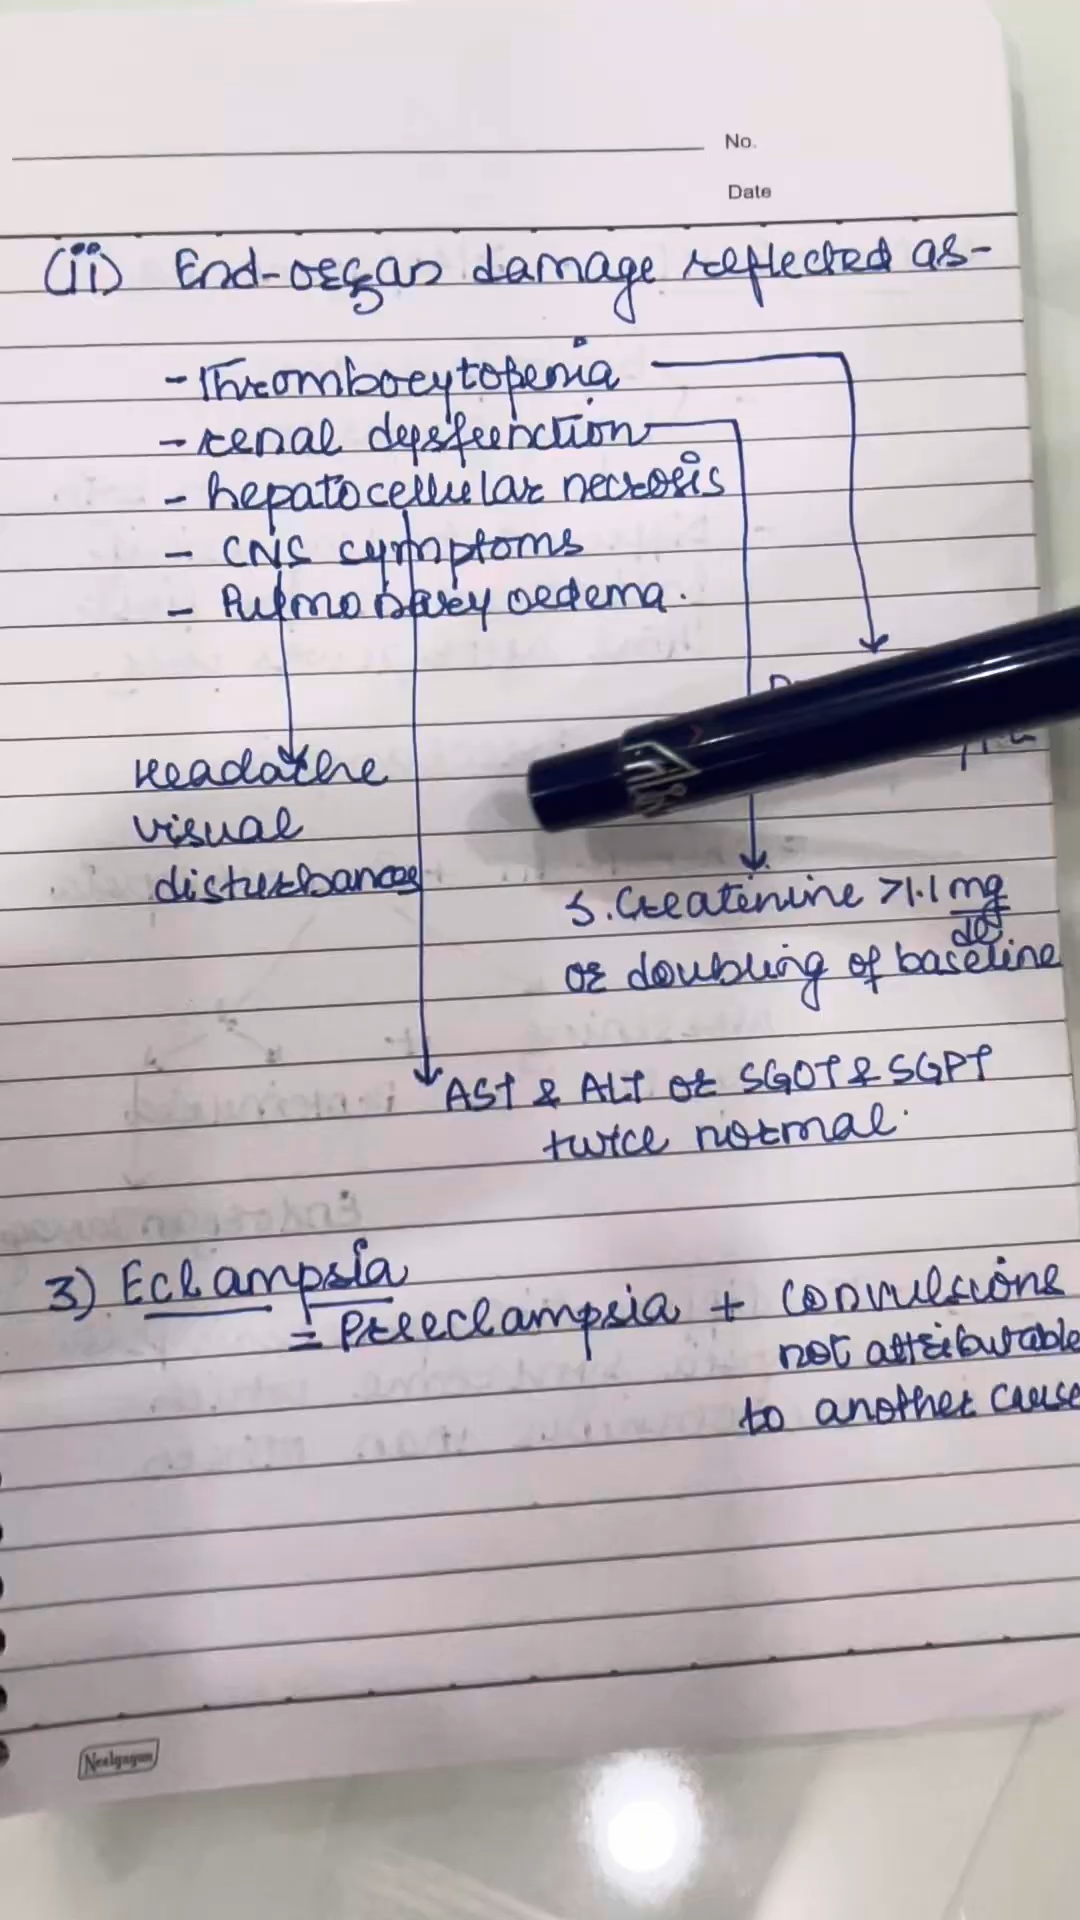 No.
Date
(ii) End-organ damage reflected as-
- Thrombocytopenia
- renal dysfunction
- hepatocellular necrosis
- CNS symptoms
- Pulmonary oedema.
Headache
visual
disturbances
S. Creatinine >1.1 mg/dl
or doubling of baseline
AST & ALT or SGOT & SGPT
twice normal.
3) Eclampsia
= Preeclampsia + convulsions
not attributable
to another cause
Neelgagan